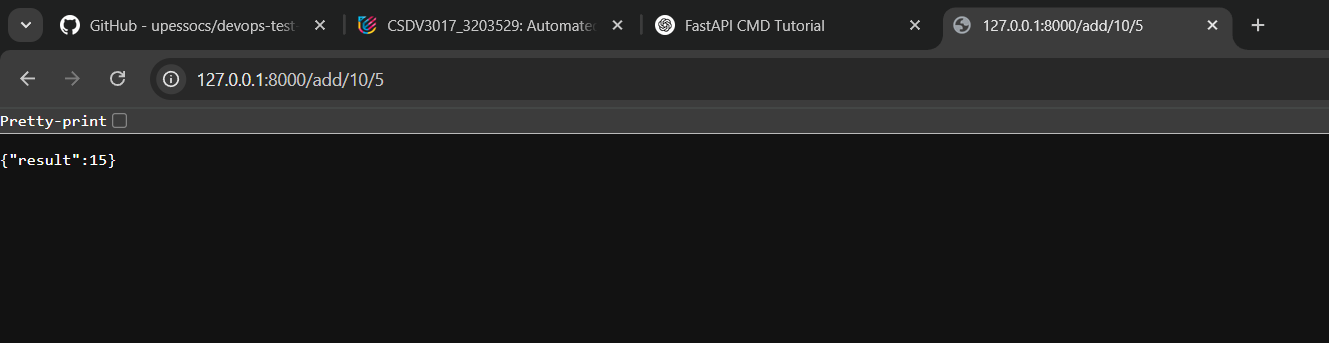 GitHub - upessocs/devops-test-
CSDV3017_3203529: Automated
FastAPI CMD Tutorial
127.0.0.1:8000/add/10/5
127.0.0.1:8000/add/10/5
Pretty-print
{"result":15}